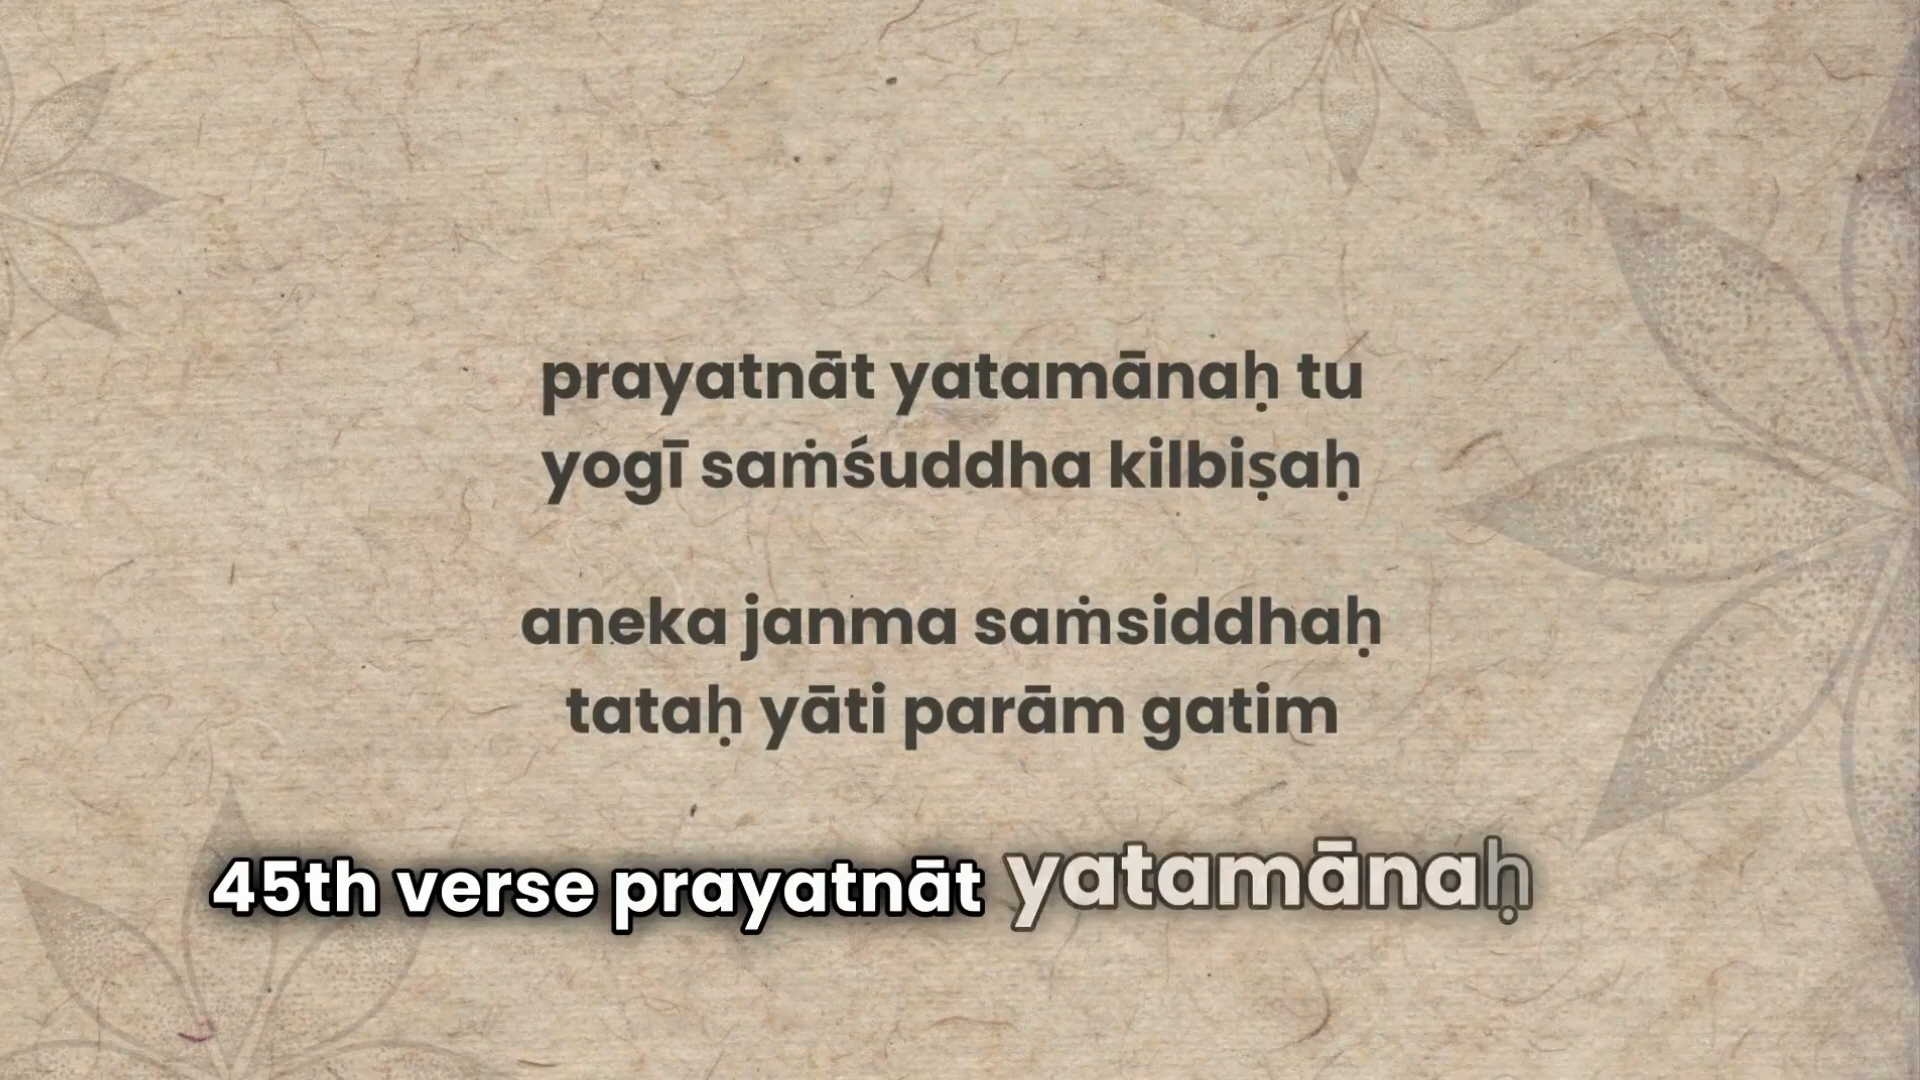 prayatnāt yatamānaḥ tu
yogī saṁśuddha kilbiṣaḥ
aneka janma saṁsiddhaḥ
tataḥ yāti parām gatim
45th verse prayatnāt yatamānaḥ